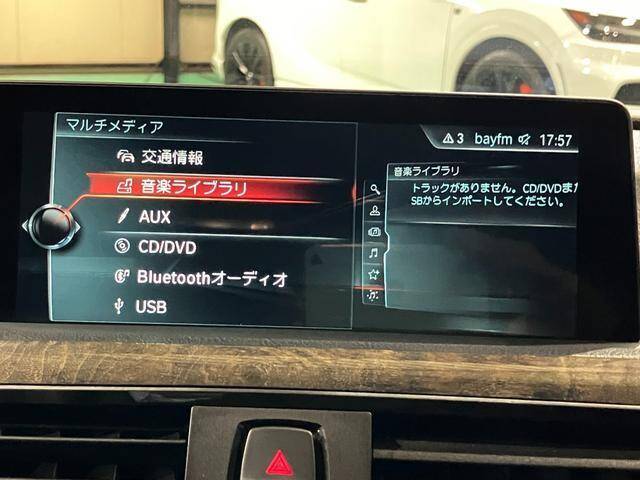 マルチメディア
3 bayfm 17:57
交通情報
音楽ライブラリ
AUX
CD/DVD
Bluetoothオーディオ
USB
音楽ライブラリ
トラックがありません。CD/DVDまた
SBからインポートしてください。